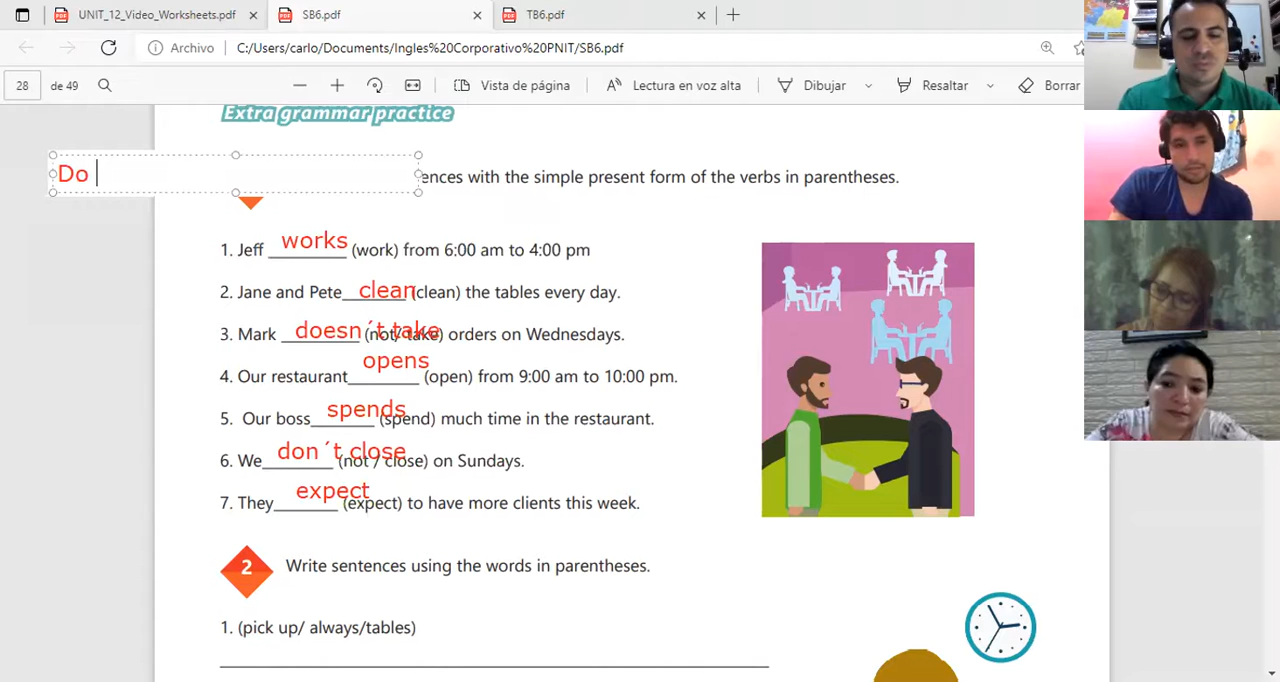 UNIT_12_Video_Worksheets.pdf SB6.pdf TB6.pdf
Archivo C:/Users/carlo/Documents/Ingles%20Corporativo%20PNIT/SB6.pdf
28 de 49 Vista de página Lectura en voz alta Dibujar Resaltar Borrar
Extra grammar practice
Do
ences with the simple present form of the verbs in parentheses.
1. Jeff works (work) from 6:00 am to 4:00 pm
2. Jane and Pete clean (clean) the tables every day.
3. Mark doesn´t take (not/ take) orders on Wednesdays.
4. Our restaurant opens (open) from 9:00 am to 10:00 pm.
5. Our boss spends (spend) much time in the restaurant.
6. We don´t close (not / close) on Sundays.
7. They expect (expect) to have more clients this week.
2 Write sentences using the words in parentheses.
1. (pick up/ always/tables)